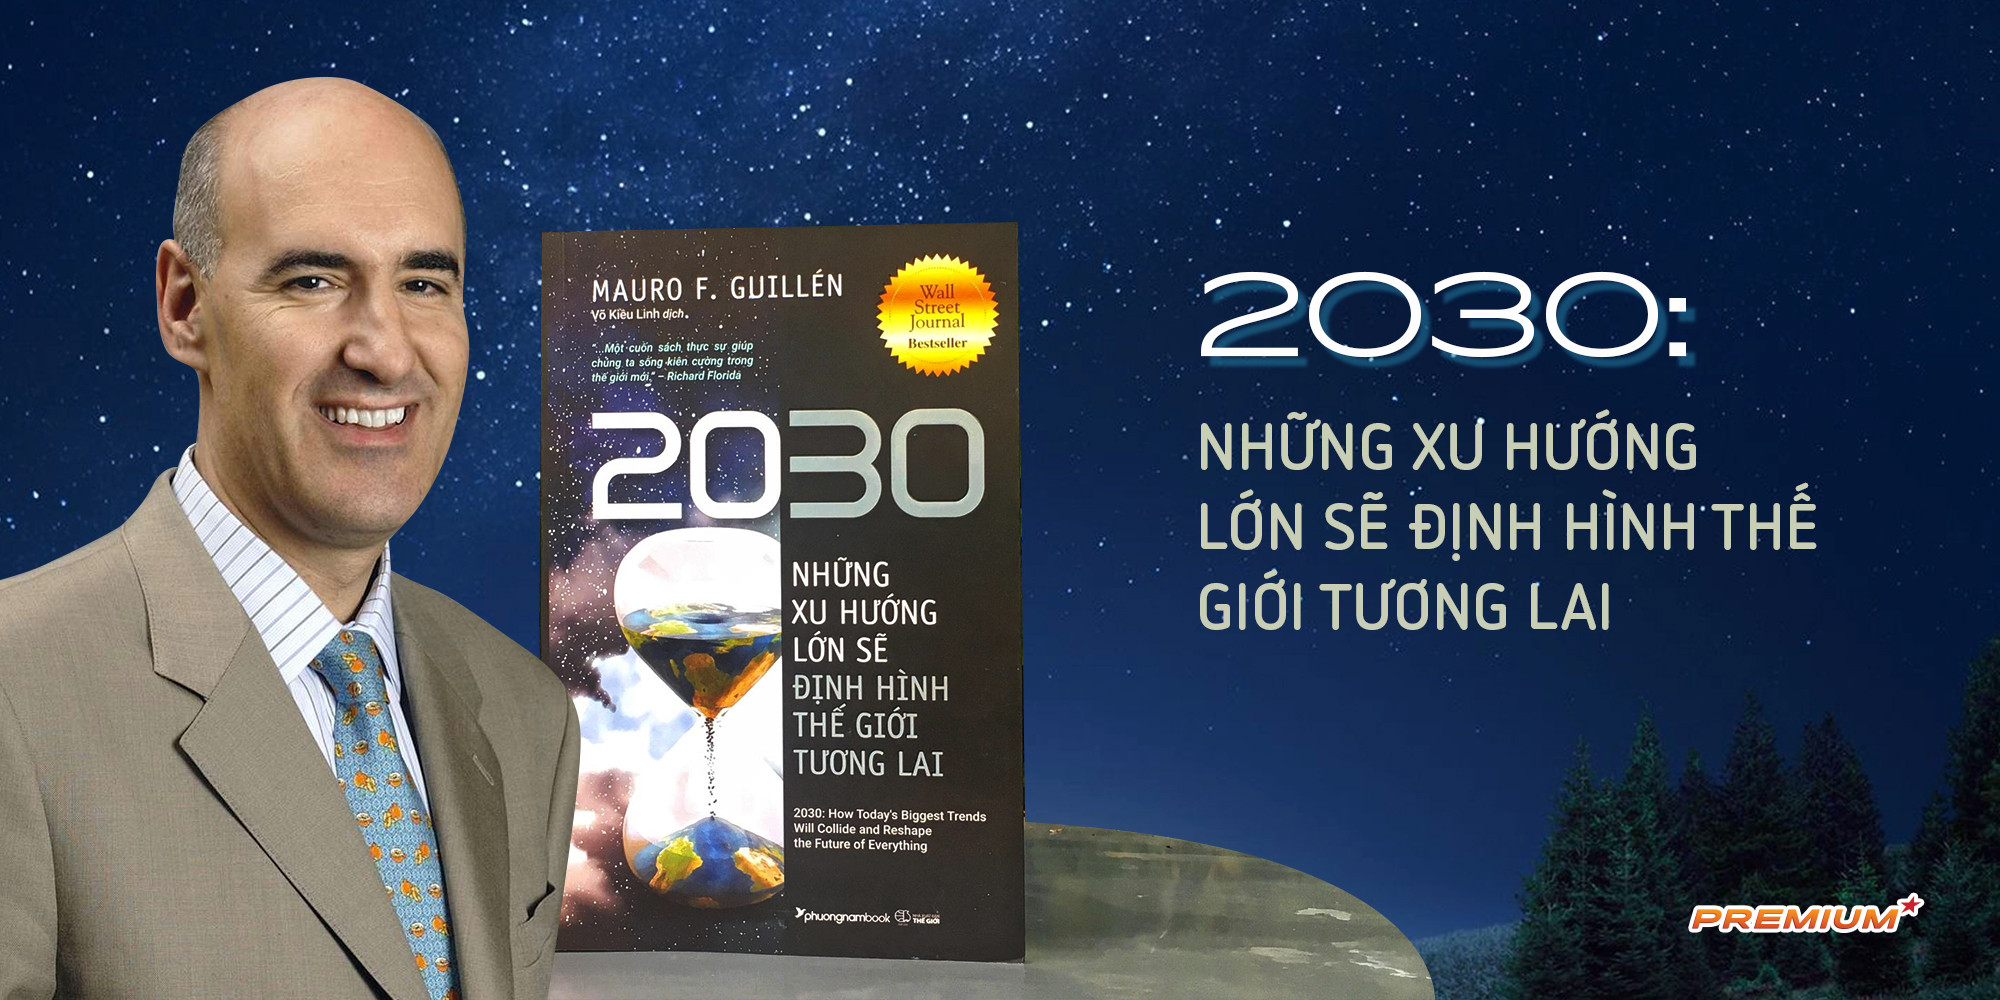 MAURO F. GUILLÉN
Võ Kiều Linh dịch
"...Một cuốn sách thực sự giúp
chúng ta sống kiên cường trong
thế giới mới." – Richard Florida
Wall
Street
Journal
Bestseller
2030
NHỮNG
XU HƯỚNG
LỚN SẼ
ĐỊNH HÌNH
THẾ GIỚI
TƯƠNG LAI
2030: How Today's Biggest Trends
Will Collide and Reshape
the Future of Everything
phuongnambook
NHÀ XUẤT BẢN
THẾ GIỚI
2030:
NHỮNG XU HƯỚNG
LỚN SẼ ĐỊNH HÌNH THẾ
GIỚI TƯƠNG LAI
PREMIUM